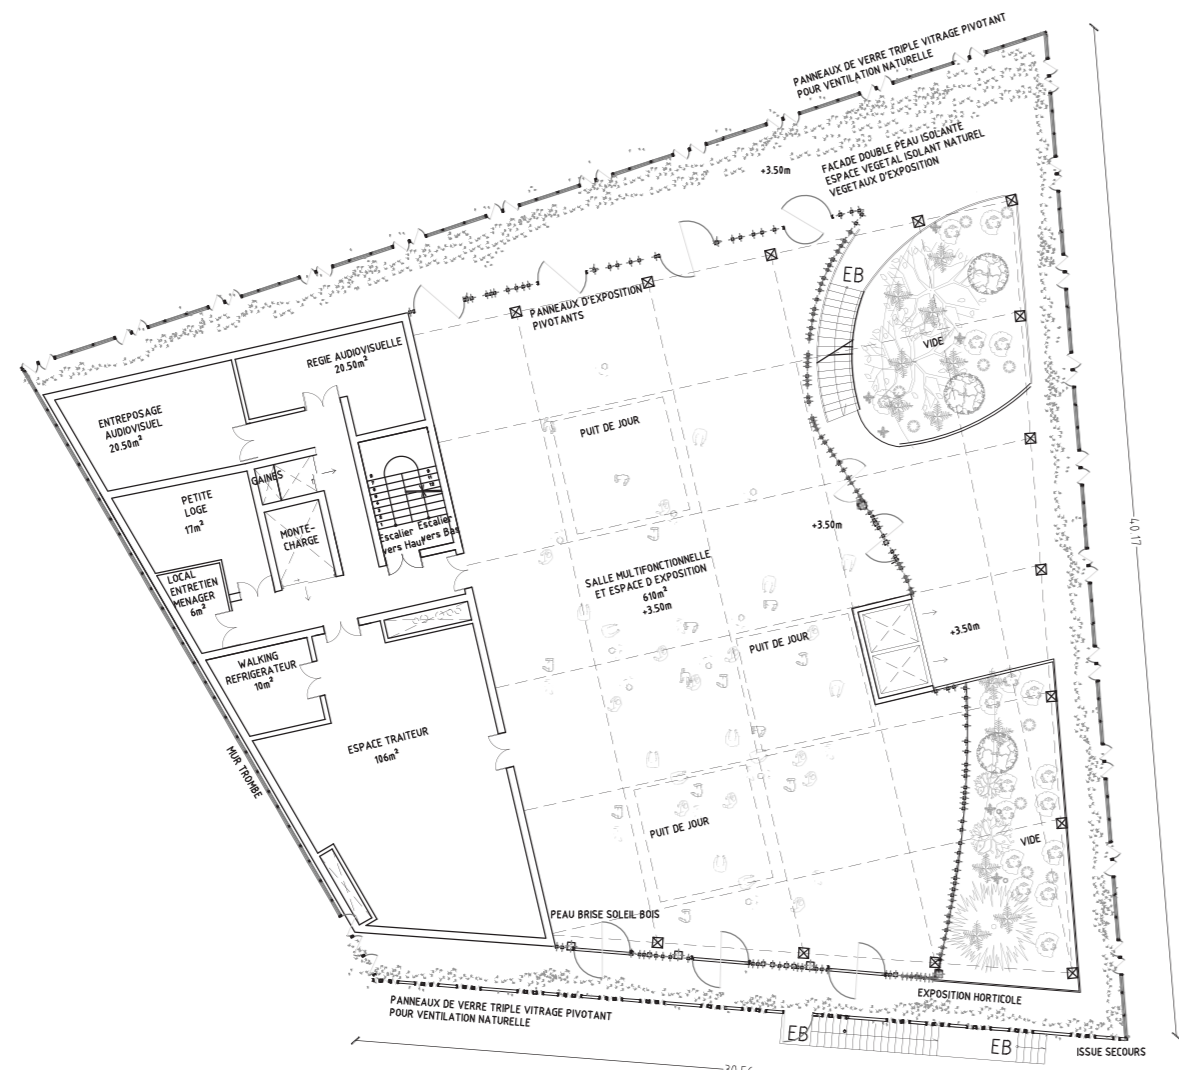 PANNEAUX DE VERRE TRIPLE VITRAGE PIVOTANT
POUR VENTILATION NATURELLE
FACADE DOUBLE PEAU ISOLANTE
ESPACE VEGETAL ISOLANT NATUREL
VEGETAUX D'EXPOSITION
+3.50m
EB
PANNEAUX D'EXPOSITION
PIVOTANTS
REGIE AUDIOVISUELLE
20.50m²
VIDE
ENTREPOSAGE
AUDIOVISUEL
20.50m²
PUIT DE JOUR
GAINES
PETITE
LOGE
17m²
MONTE-
CHARGE
Escalier
vers Haut
Escalier
vers Bas
+3.50m
40.17
LOCAL
ENTRETIEN
MENAGER
6m²
SALLE MULTIFONCTIONNELLE
ET ESPACE D EXPOSITION
610m²
+3.50m
PUIT DE JOUR
+3.50m
WALKING
REFRIGERATEUR
10m²
ESPACE TRAITEUR
106m²
MUR TROMBE
PUIT DE JOUR
VIDE
PEAU BRISE SOLEIL BOIS
EXPOSITION HORTICOLE
PANNEAUX DE VERRE TRIPLE VITRAGE PIVOTANT
POUR VENTILATION NATURELLE
EB
EB
ISSUE SECOURS